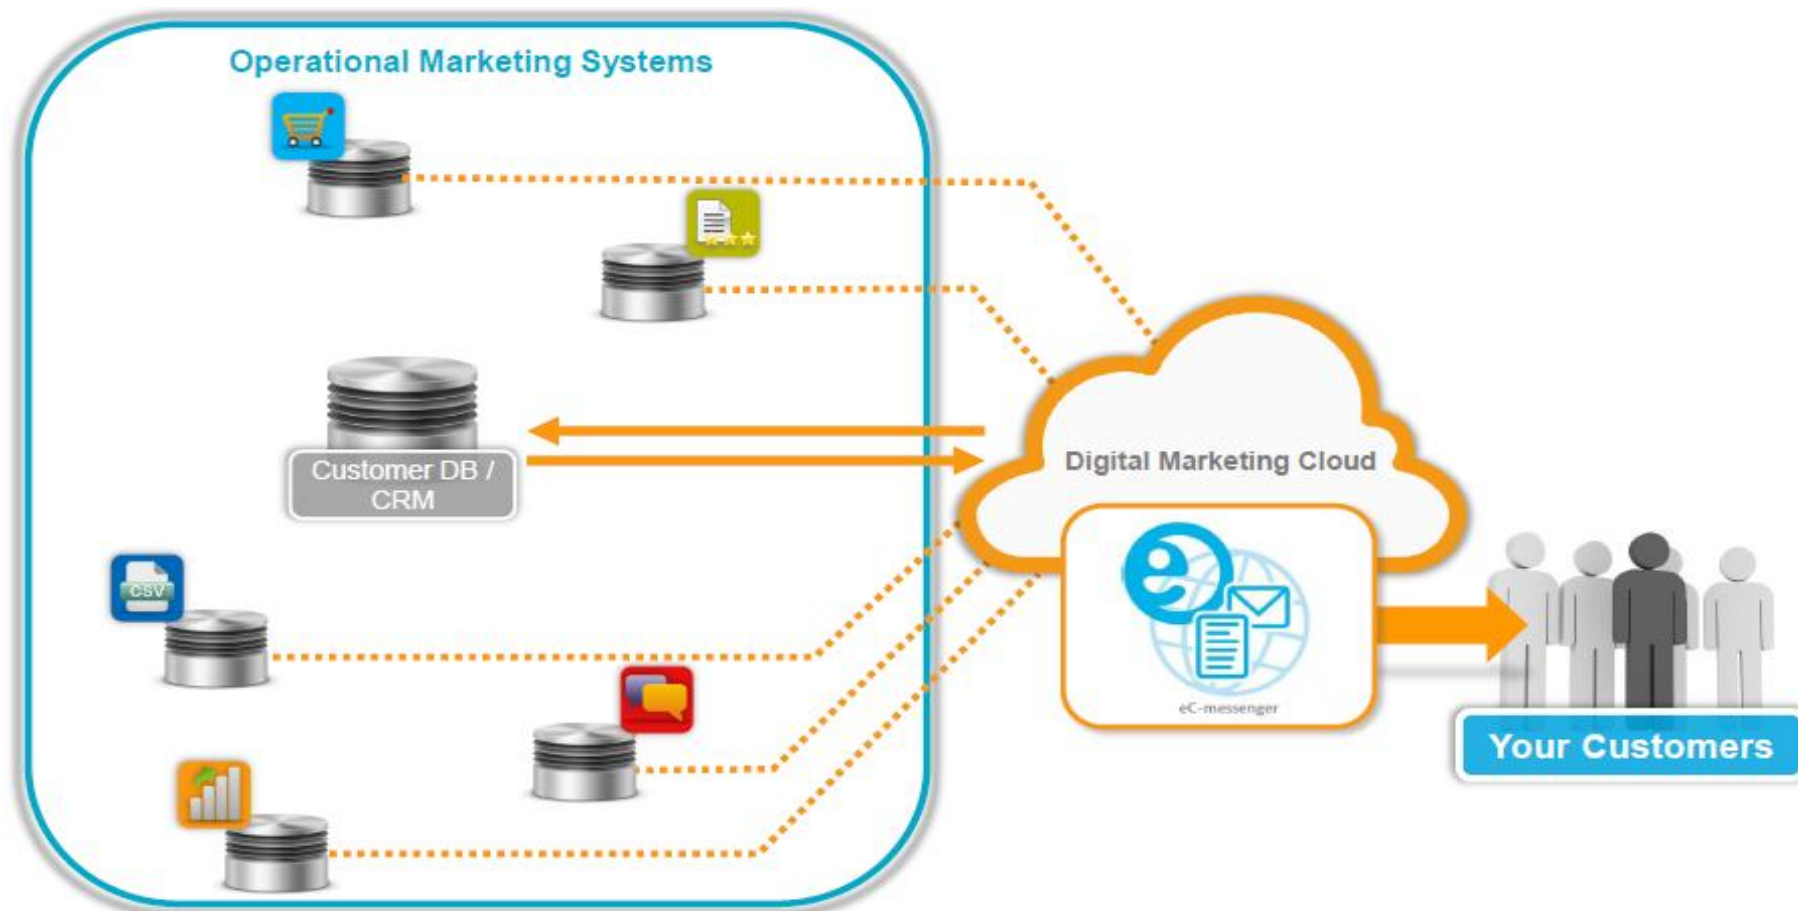 Operational Marketing Systems
Customer DB /
CRM
CSV
Digital Marketing Cloud
e
eC-messenger
Your Customers